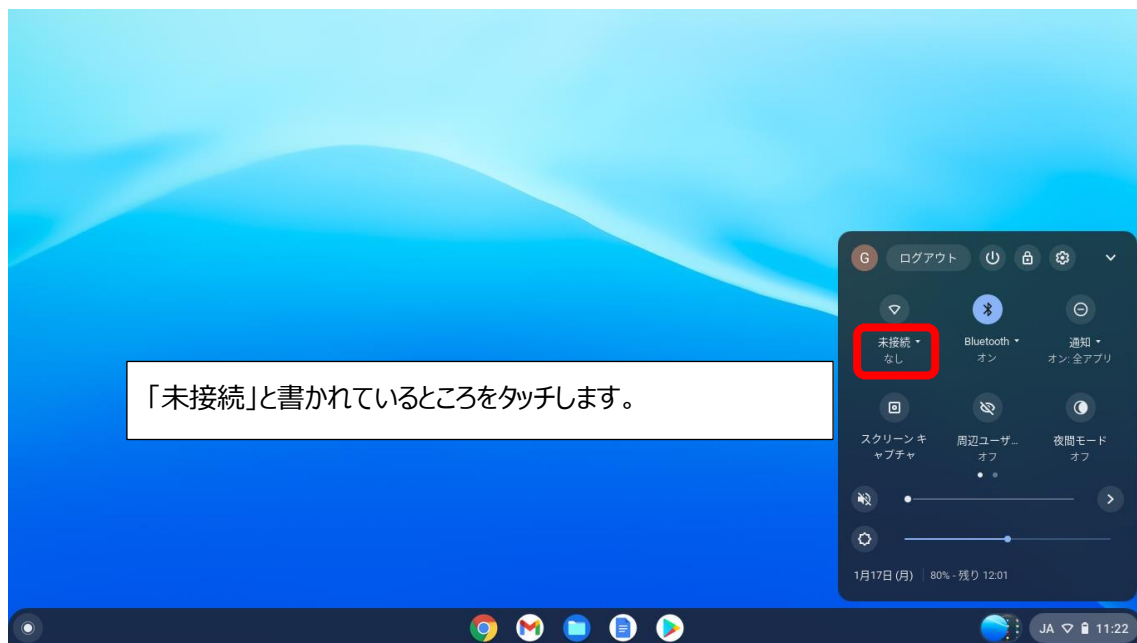 G ログアウト
未接続
なし
Bluetooth
オン
通知
オン: 全アプリ
「未接続」と書かれているところをタッチします。
スクリーン キ
ャプチャ
周辺ユーザ...
オフ
夜間モード
オフ
1月17日 (月) 80% - 残り 12:01
JA 11:22